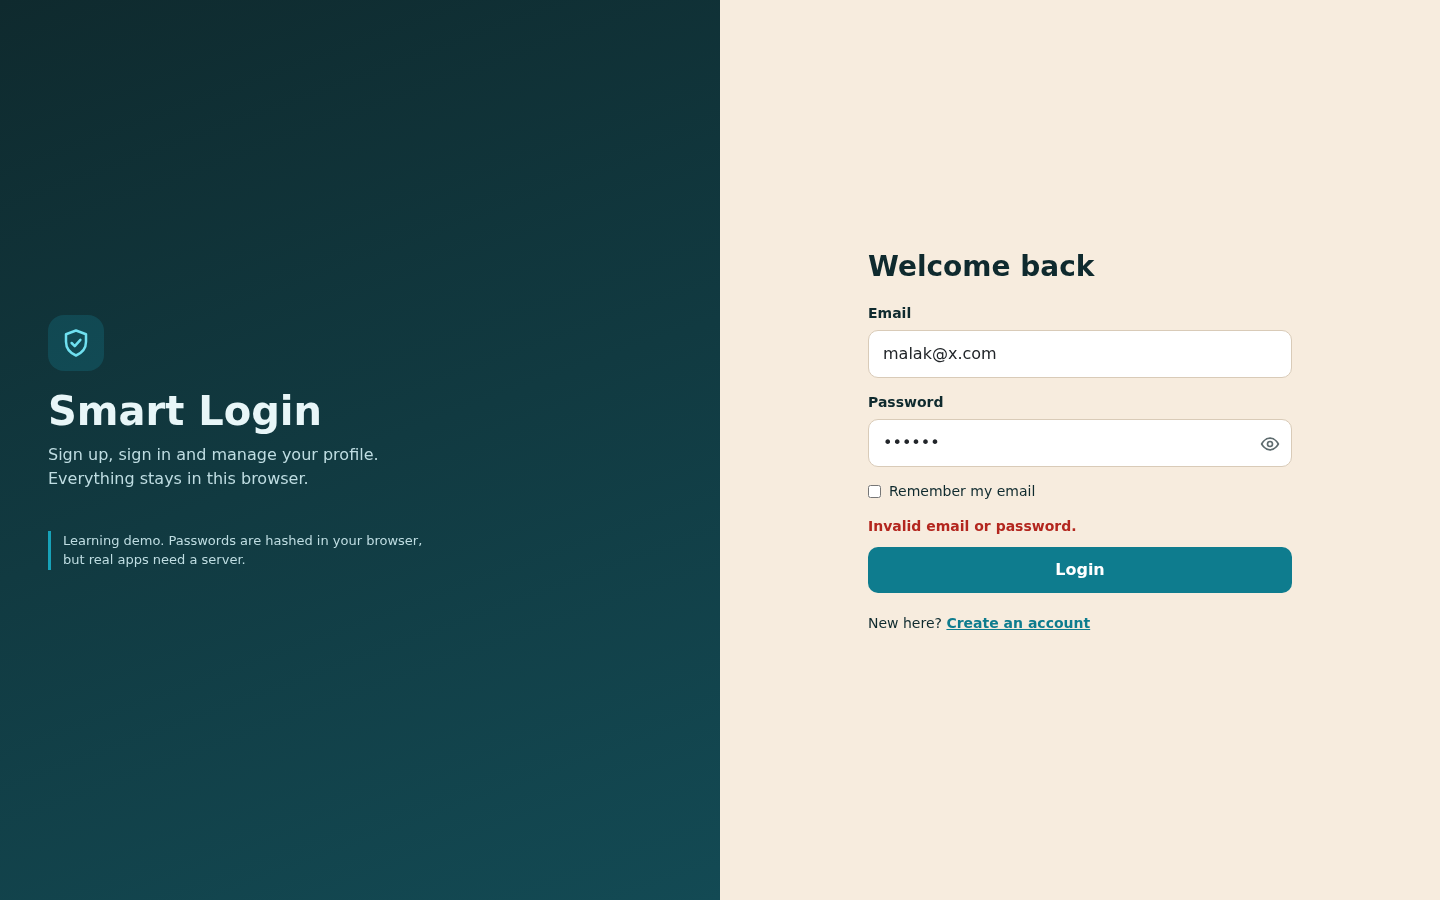 Smart Login
Sign up, sign in and manage your profile.
Everything stays in this browser.
Learning demo. Passwords are hashed in your browser,
but real apps need a server.
Welcome back
Email
malak@x.com
Password
••••••
Remember my email
Invalid email or password.
Login
New here? Create an account